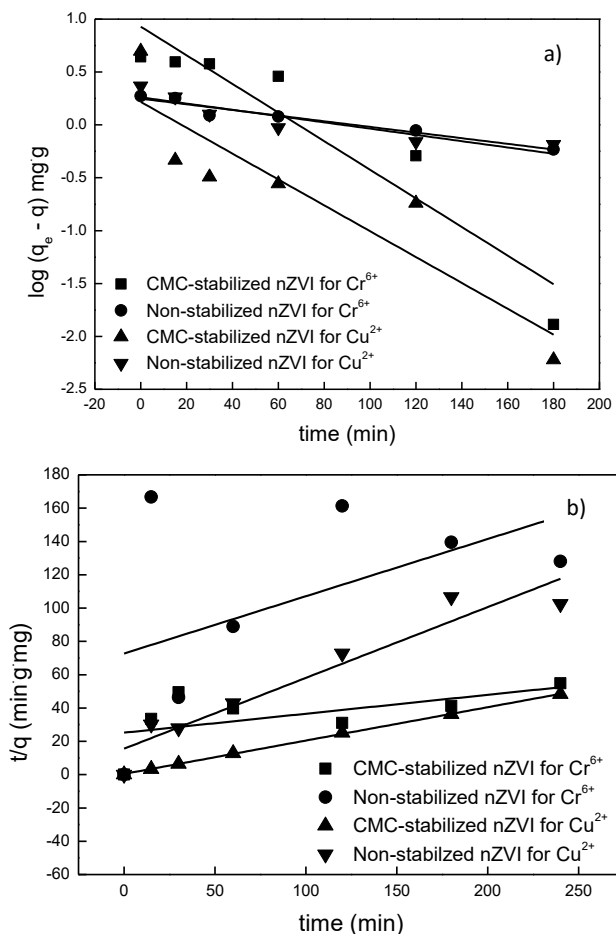 a)
1.0
0.5
0.0
-0.5
-1.0
-1.5
-2.0
-2.5
log (qₑ - q) mg.g
CMC-stabilized nZVI for Cr⁶⁺
Non-stabilized nZVI for Cr⁶⁺
CMC-stabilized nZVI for Cu²⁺
Non-stabilized nZVI for Cu²⁺
-20 0 20 40 60 80 100 120 140 160 180 200
time (min)
b)
180
160
140
120
100
80
60
40
20
0
-20
-40
-60
t/q (min.g.mg)
CMC-stabilized nZVI for Cr⁶⁺
Non-stabilized nZVI for Cr⁶⁺
CMC-stabilized nZVI for Cu²⁺
Non-stabilzed nZVI for Cu²⁺
0 50 100 150 200 250
time (min)